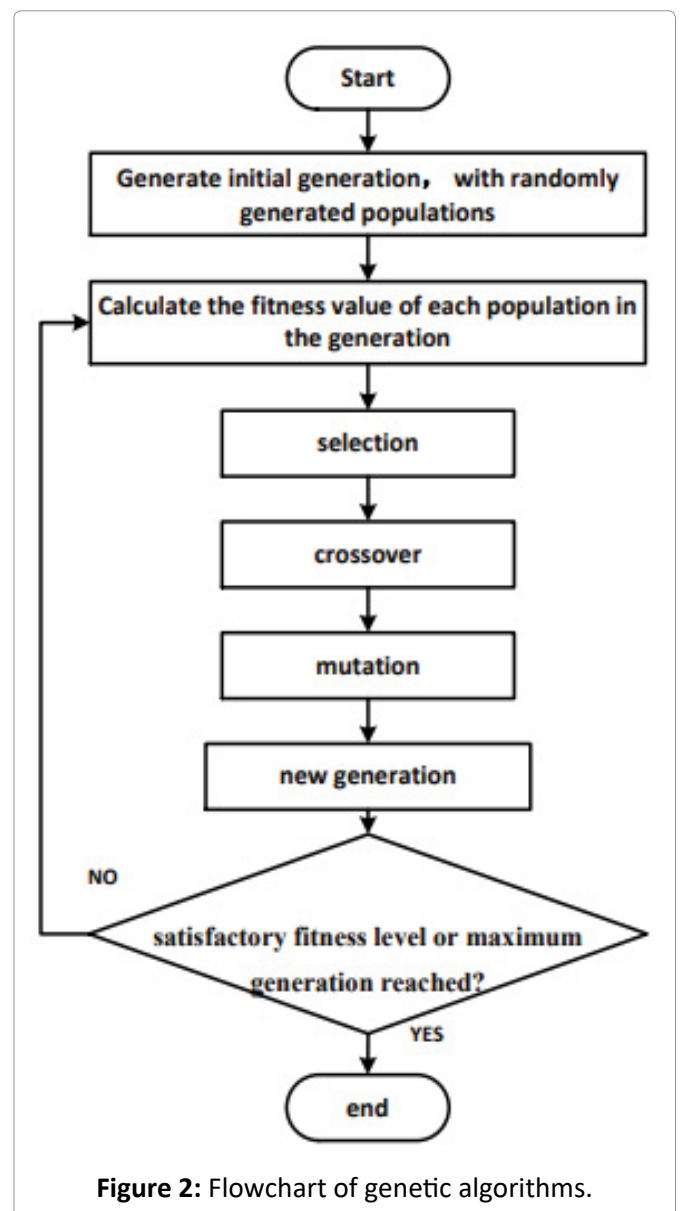 Start
Generate initial generation， with randomly
generated populations
Calculate the fitness value of each population in
the generation
selection
crossover
mutation
new generation
NO
satisfactory fitness level or maximum
generation reached?
YES
end
Figure 2: Flowchart of genetic algorithms.